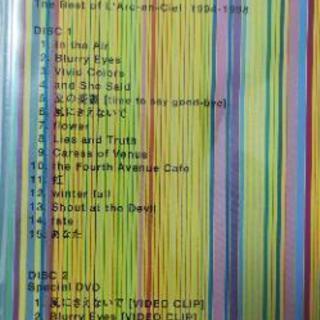 The Best of L'Arc-en-Ciel 1994-1998
DISC 1
1. In the Air
2. Blurry Eyes
3. Vivid Colors
4. and She Said
5. 夏の憂鬱 [time to say good-bye]
6. 風にきえないで
7. flower
8. Lies and Truth
9. Caress of Venus
10. the Fourth Avenue Cafe
11. 虹
12. winter fall
13. Shout at the Devil
14. fate
15. あなた
DISC 2
Special DVD
1. 風にきえないで [VIDEO CLIP]
2. Blurry Eyes [VIDEO CLIP]